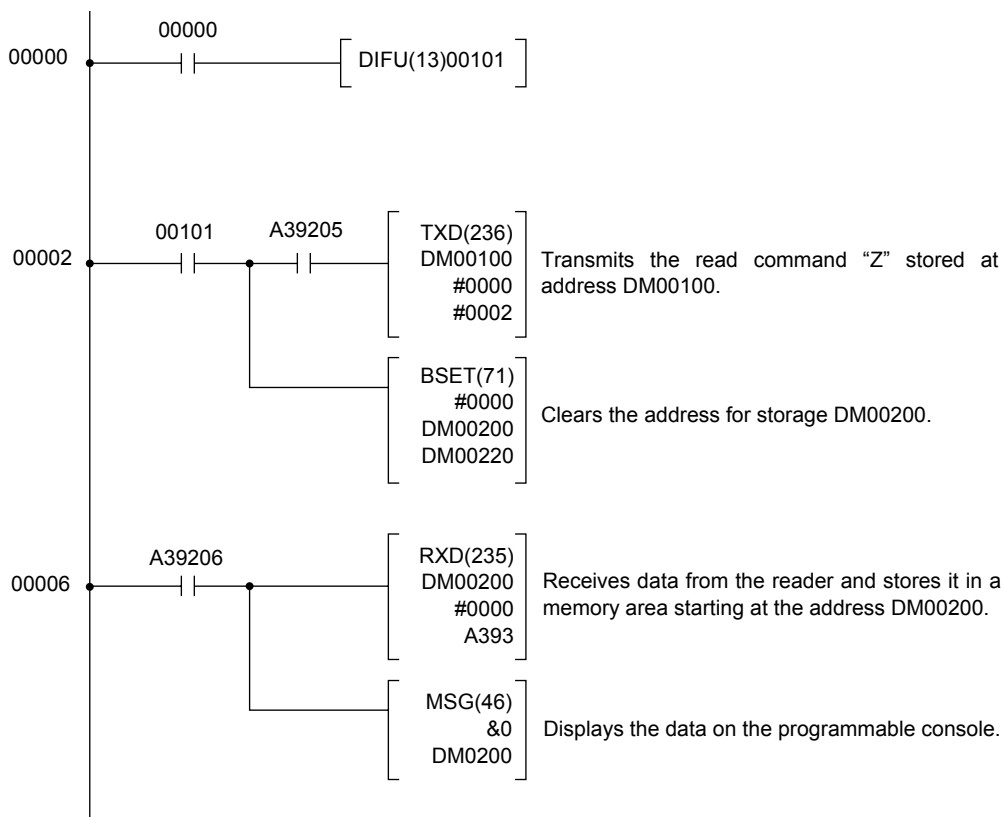 00000
00000
DIFU(13)00101
00101
A39205
00002
TXD(236)
DM00100
#0000
#0002
Transmits the read command “Z” stored at
address DM00100.
BSET(71)
#0000
DM00200
DM00220
Clears the address for storage DM00200.
A39206
00006
RXD(235)
DM00200
#0000
A393
Receives data from the reader and stores it in a
memory area starting at the address DM00200.
MSG(46)
&0
DM0200
Displays the data on the programmable console.